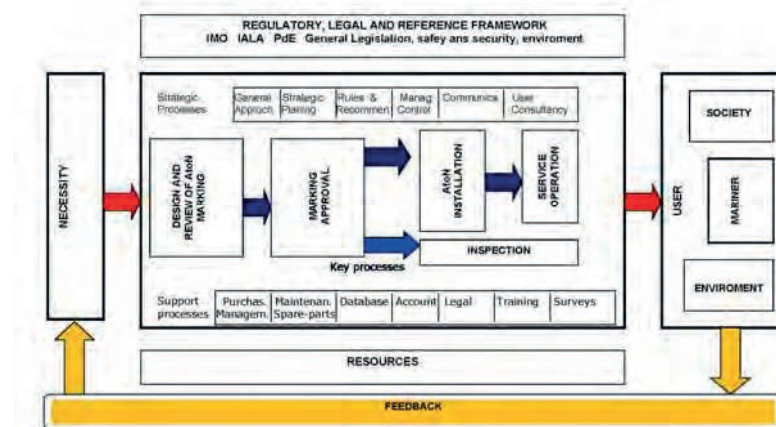 REGULATORY, LEGAL AND REFERENCE FRAMEWORK
IMO IALA PdE General Legislation, safey ans security, enviroment
NECESSITY
Strategic
Processes
General
Approch
Strategic
Planing
Rules &
Recommen
Manag
Control
Communica
User
Consultancy
DESIGN AND
REVIEW OF AtoN
MARKING
MARKING
APPROVAL
AtoN
INSTALLATION
SERVICE
OPERATION
INSPECTION
Key processes
Support
processes
Purchas.
Managem.
Maintenan.
Spare-parts
Database
Account
Legal
Training
Surveys
USER
SOCIETY
MARINER
ENVIROMENT
RESOURCES
FEEDBACK